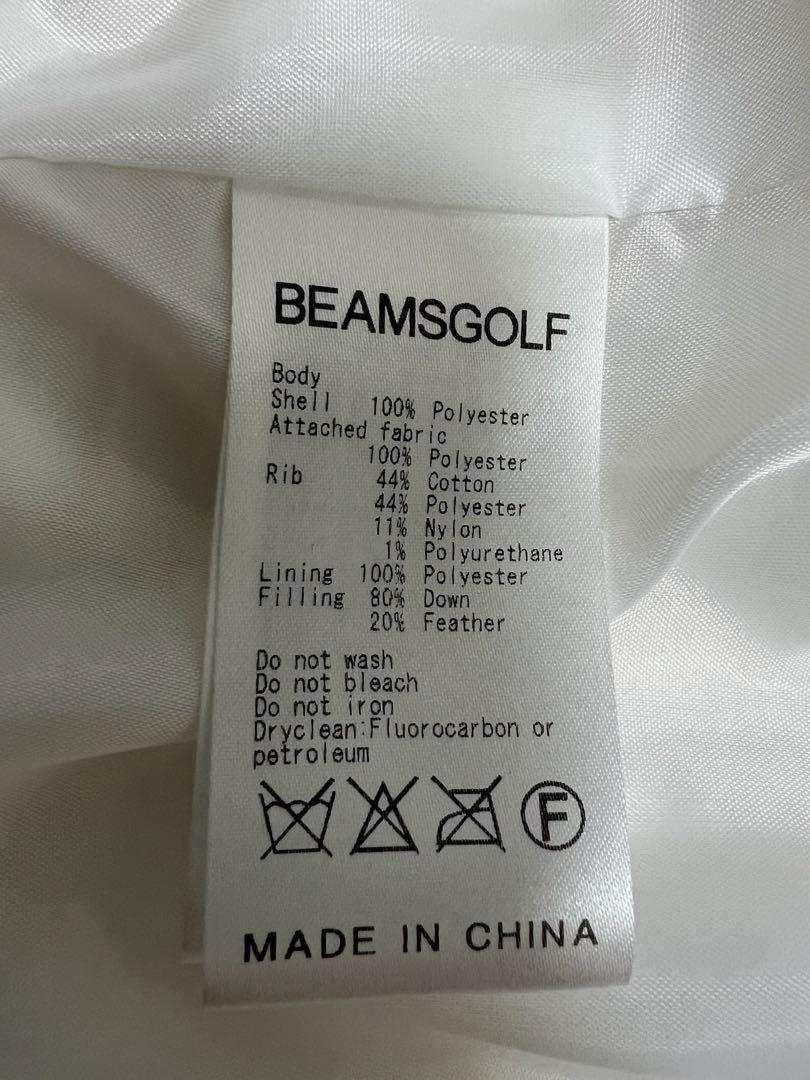 BEAMSGOLF
Body
Shell 100% Polyester
Attached fabric
100% Polyester
Rib 44% Cotton
44% Polyester
11% Nylon
1% Polyurethane
Lining 100% Polyester
Filling 80% Down
20% Feather
Do not wash
Do not bleach
Do not iron
Dryclean:Fluorocarbon or
petroleum
F
MADE IN CHINA